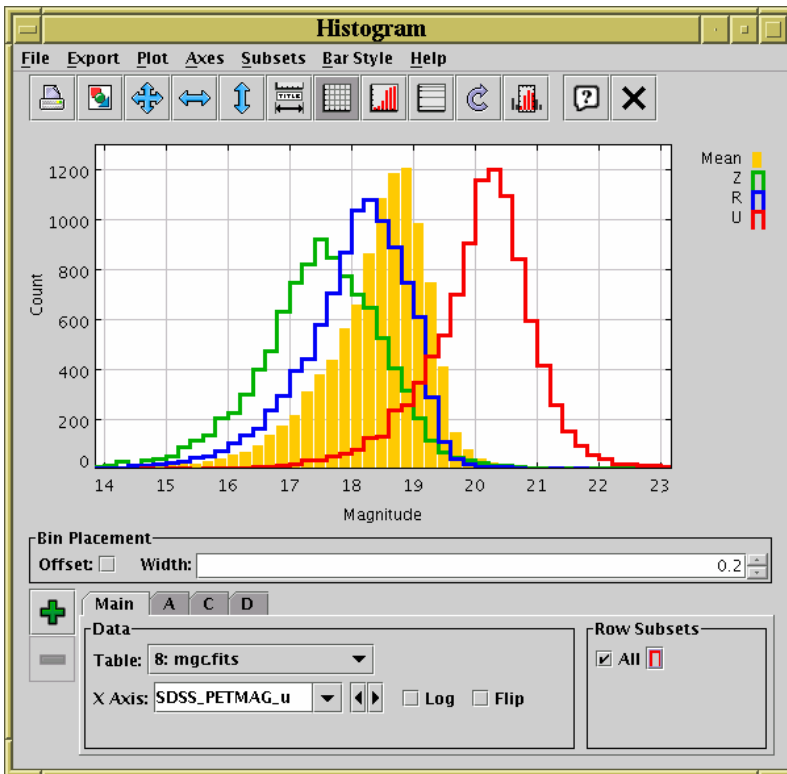 Histogram
File Export Plot Axes Subsets Bar Style Help
TITLE
?
Mean
Z
R
U
1200
1000
800
600
400
200
0
Count
14 15 16 17 18 19 20 21 22 23
Magnitude
Bin Placement
Offset: Width: 0.2
Main A C D
Data
Table: 8: mgc.fits
X Axis: SDSS_PETMAG_u Log Flip
Row Subsets
All